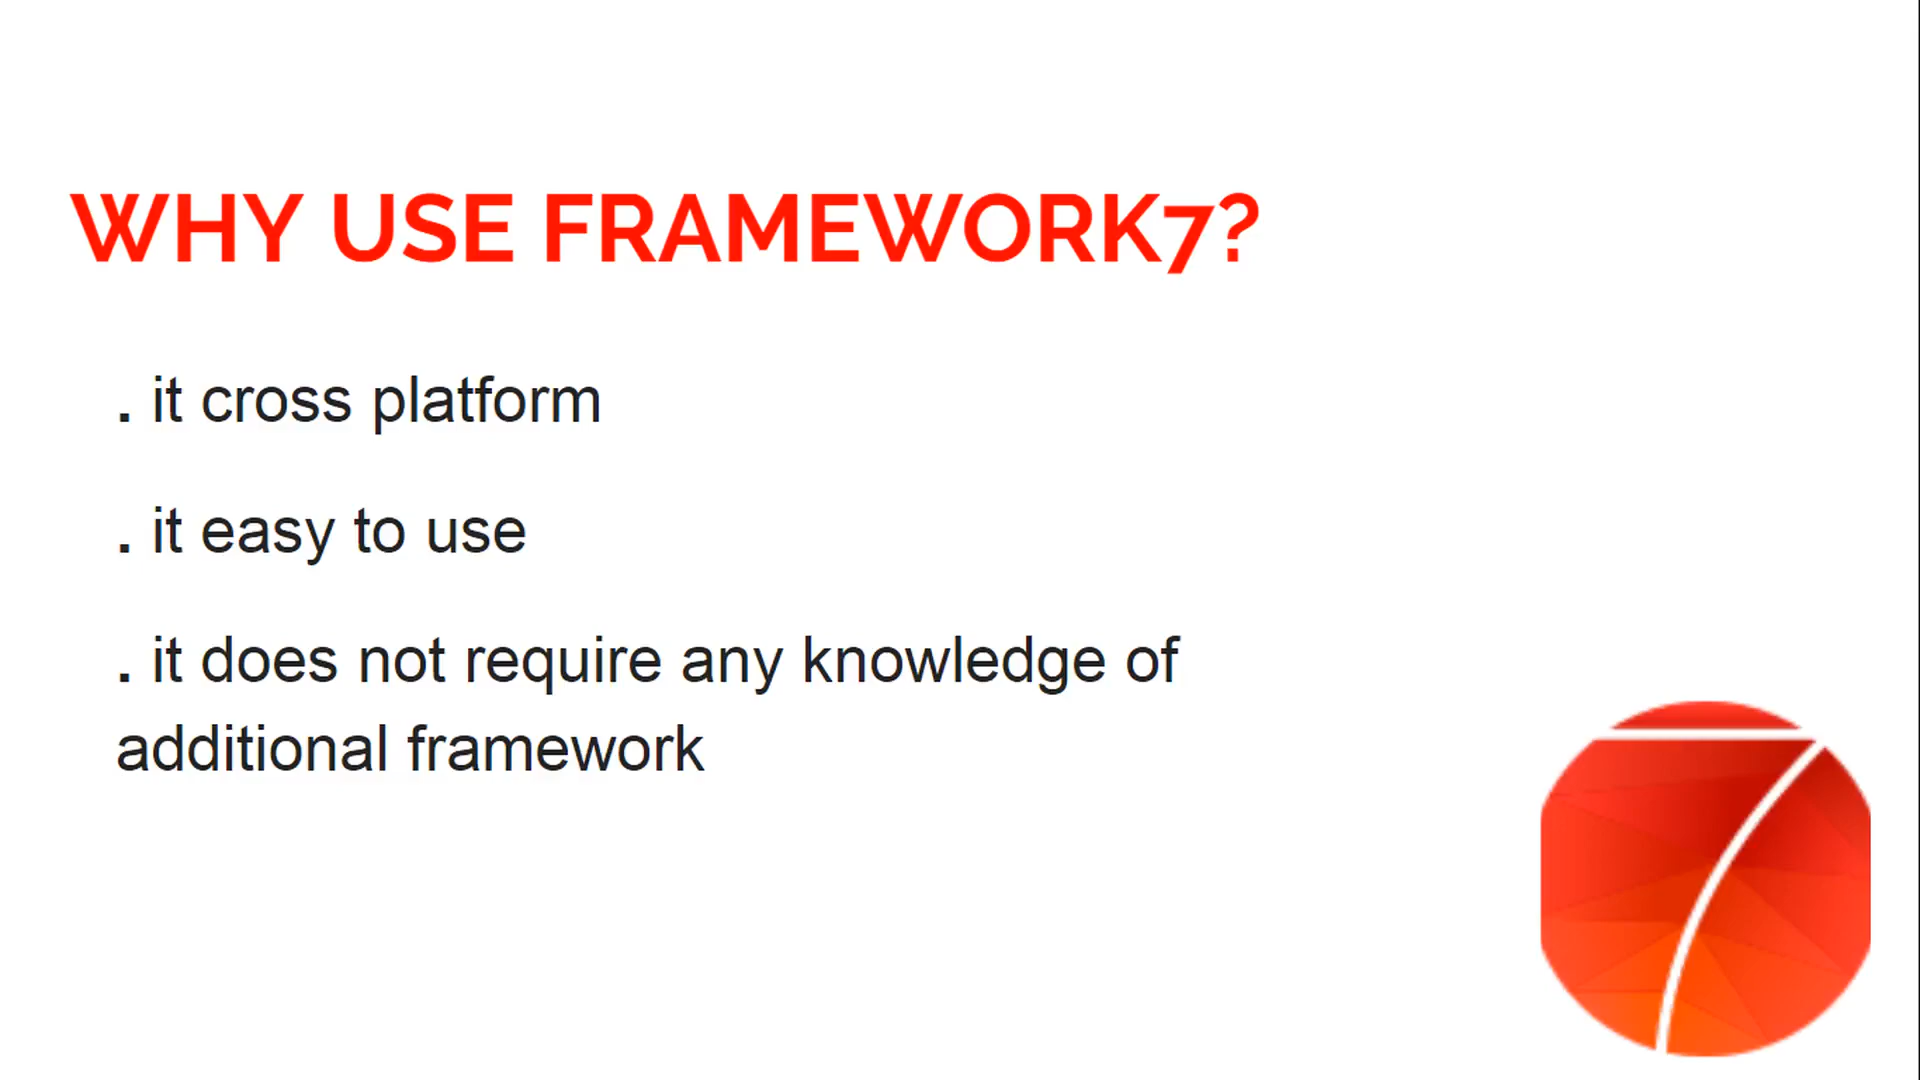 WHY USE FRAMEWORK7?
. it cross platform
. it easy to use
. it does not require any knowledge of
additional framework